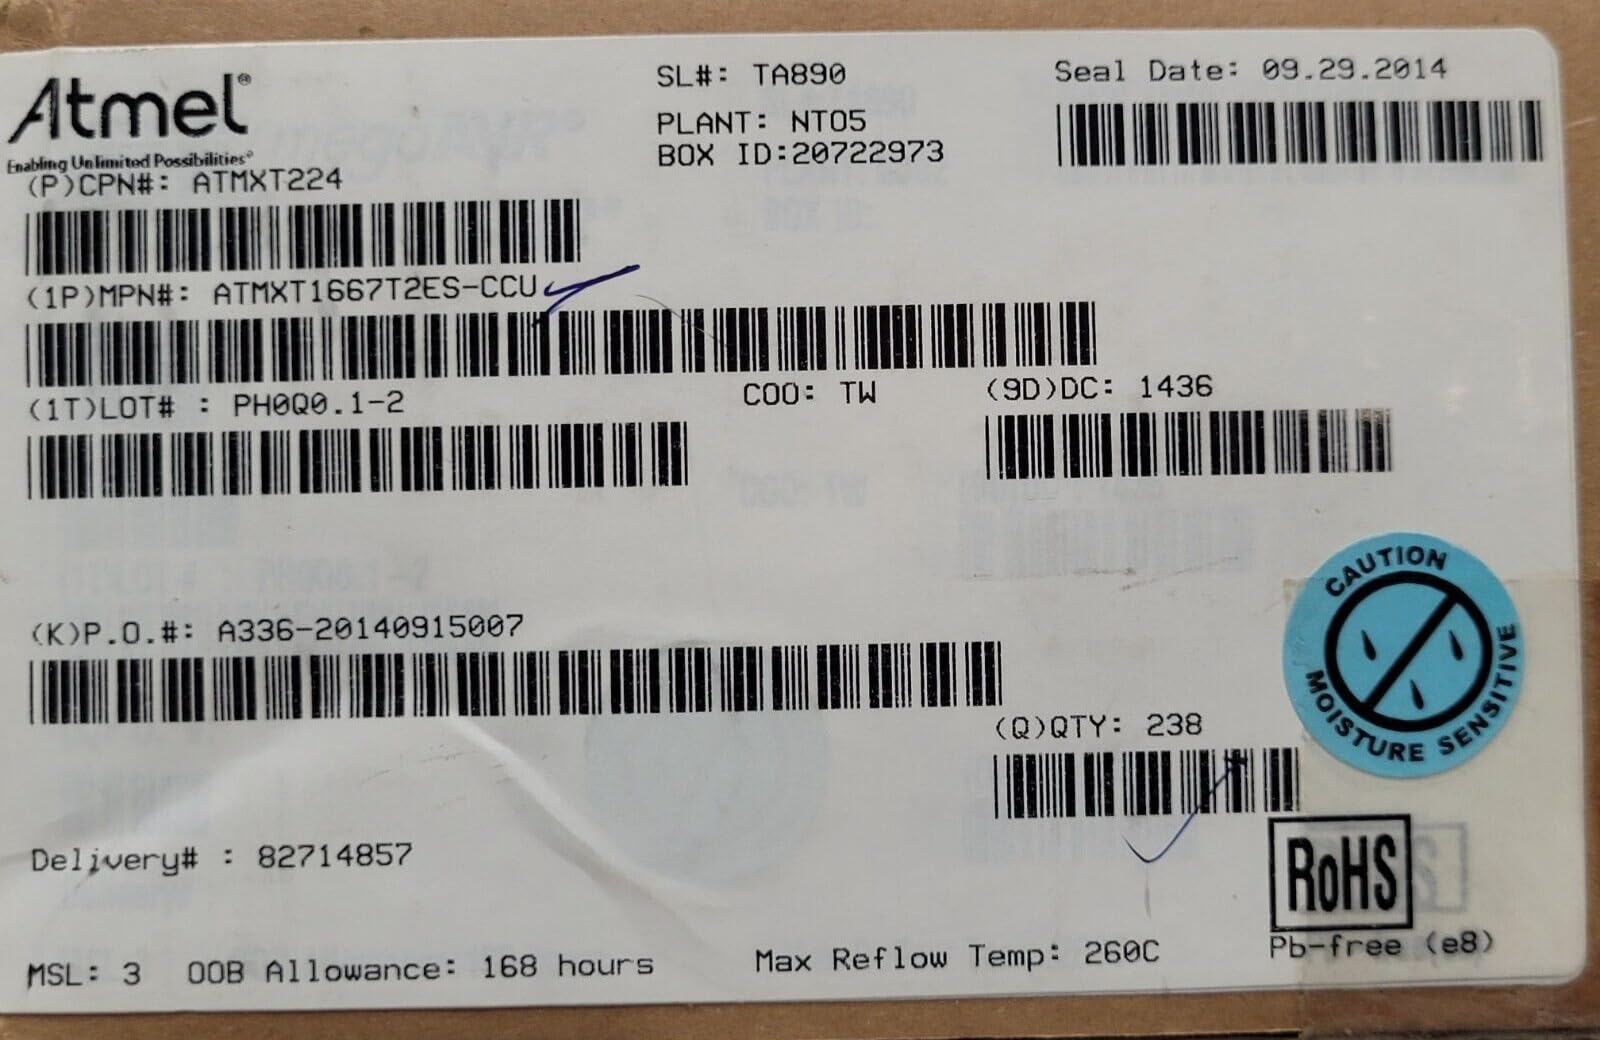 Atmel®
Enabling Unlimited Possibilities®
SL#: TA890
PLANT: NT05
BOX ID:20722973
Seal Date: 09.29.2014
(P)CPN#: ATMXT224
(1P)MPN#: ATMXT1667T2ES-CCU
(1T)LOT# : PH0Q0.1-2
COO: TW
(9D)DC: 1436
(K)P.O.#: A336-20140915007
CAUTION
MOISTURE SENSITIVE
(Q)QTY: 238
Delivery# : 82714857
RoHS
Pb-free (e8)
MSL: 3 OOB Allowance: 168 hours
Max Reflow Temp: 260C